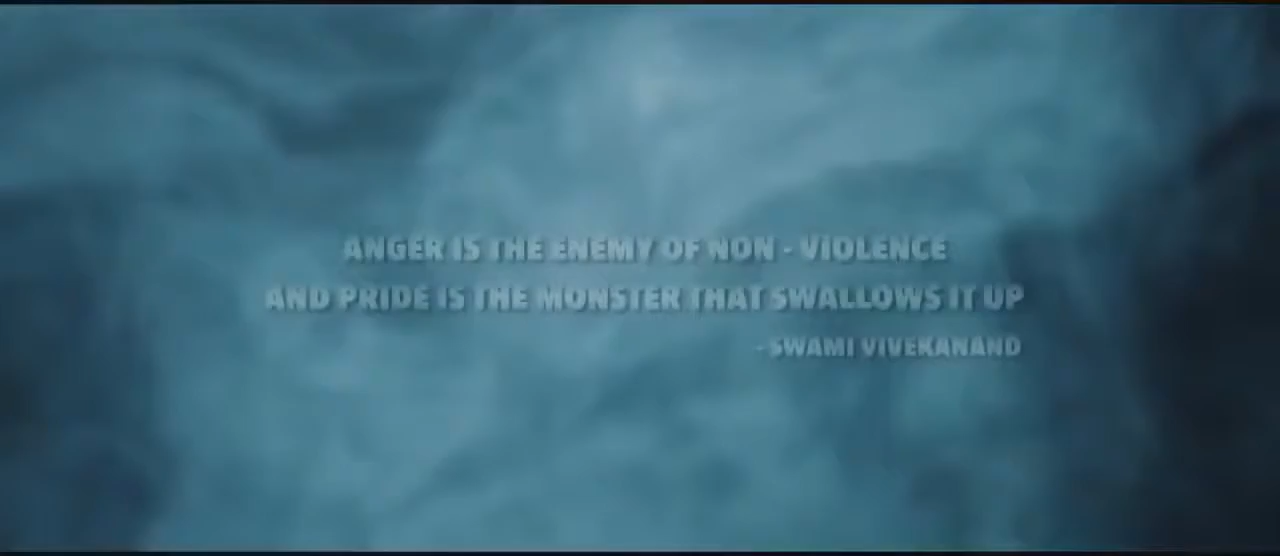 ANGER IS THE ENEMY OF NON - VIOLENCE
AND PRIDE IS THE MONSTER THAT SWALLOWS IT UP
- SWAMI VIVEKANAND